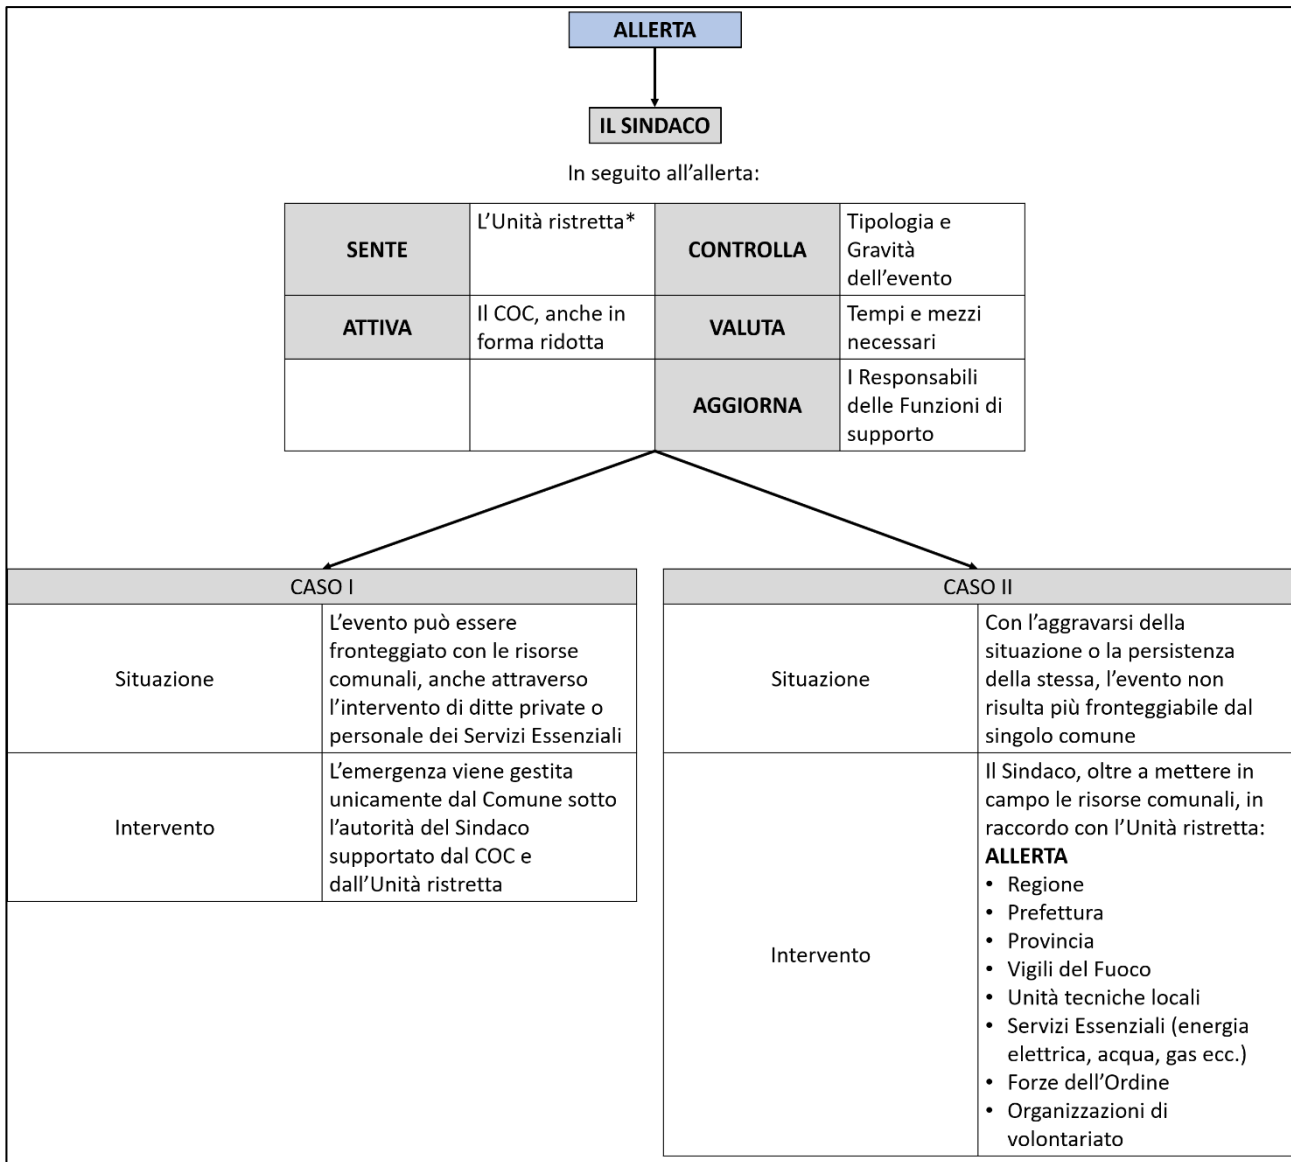 ALLERTA
IL SINDACO
In seguito all’allerta:
SENTE
L’Unità ristretta*
CONTROLLA
Tipologia e
Gravità
dell’evento
ATTIVA
Il COC, anche in
forma ridotta
VALUTA
Tempi e mezzi
necessari
AGGIORNA
I Responsabili
delle Funzioni di
supporto
CASO I
Situazione
L’evento può essere
fronteggiato con le risorse
comunali, anche attraverso
l’intervento di ditte private o
personale dei Servizi Essenziali
Intervento
L’emergenza viene gestita
unicamente dal Comune sotto
l’autorità del Sindaco
supportato dal COC e
dall’Unità ristretta
CASO II
Situazione
Con l’aggravarsi della
situazione o la persistenza
della stessa, l’evento non
risulta più fronteggiabile dal
singolo comune
Intervento
Il Sindaco, oltre a mettere in
campo le risorse comunali, in
raccordo con l’Unità ristretta:
ALLERTA
• Regione
• Prefettura
• Provincia
• Vigili del Fuoco
• Unità tecniche locali
• Servizi Essenziali (energia
elettrica, acqua, gas ecc.)
• Forze dell’Ordine
• Organizzazioni di
volontariato